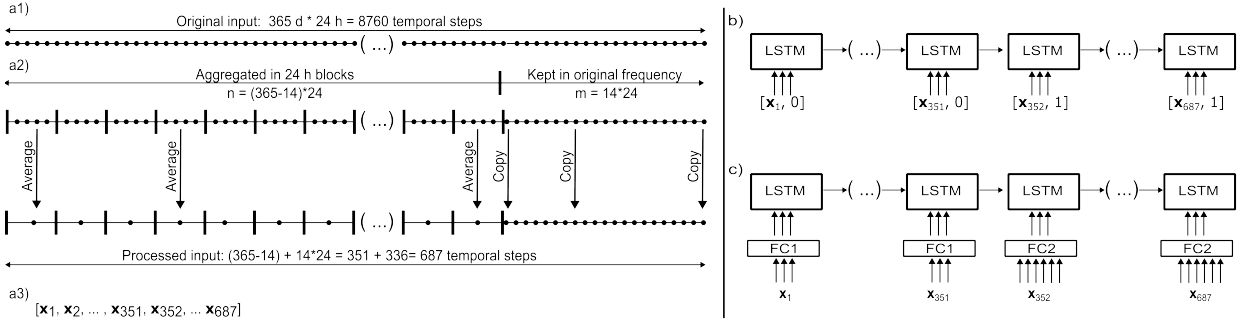 a1)
Original input: 365 d * 24 h = 8760 temporal steps
( ... )
a2)
Aggregated in 24 h blocks
Kept in original frequency
n = (365-14)*24
m = 14*24
( ... )
Average
Average
Average
Copy
Copy
Copy
( ... )
Processed input: (365-14) + 14*24 = 351 + 336= 687 temporal steps
a3)
[x1, x2, ... , x351, x352, ... x687]
b)
LSTM ( ... ) LSTM LSTM ( ... ) LSTM
[x1, 0] [x351, 0] [x352, 1] [x687, 1]
c)
LSTM ( ... ) LSTM LSTM ( ... ) LSTM
FC1 FC1 FC2 FC2
x1 x351 x352 x687